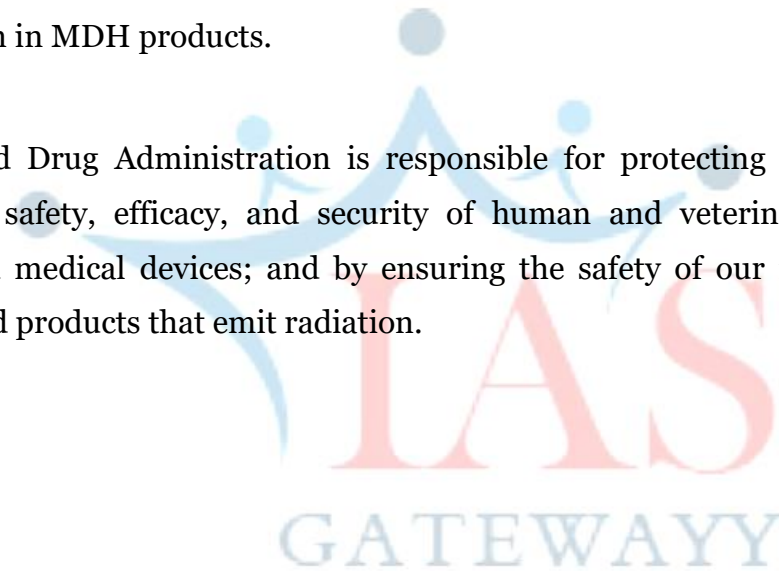 n in MDH products.
d Drug Administration is responsible for protecting
safety, efficacy, and security of human and veterin
medical devices; and by ensuring the safety of our
d products that emit radiation.
IAS
GATEWAYY